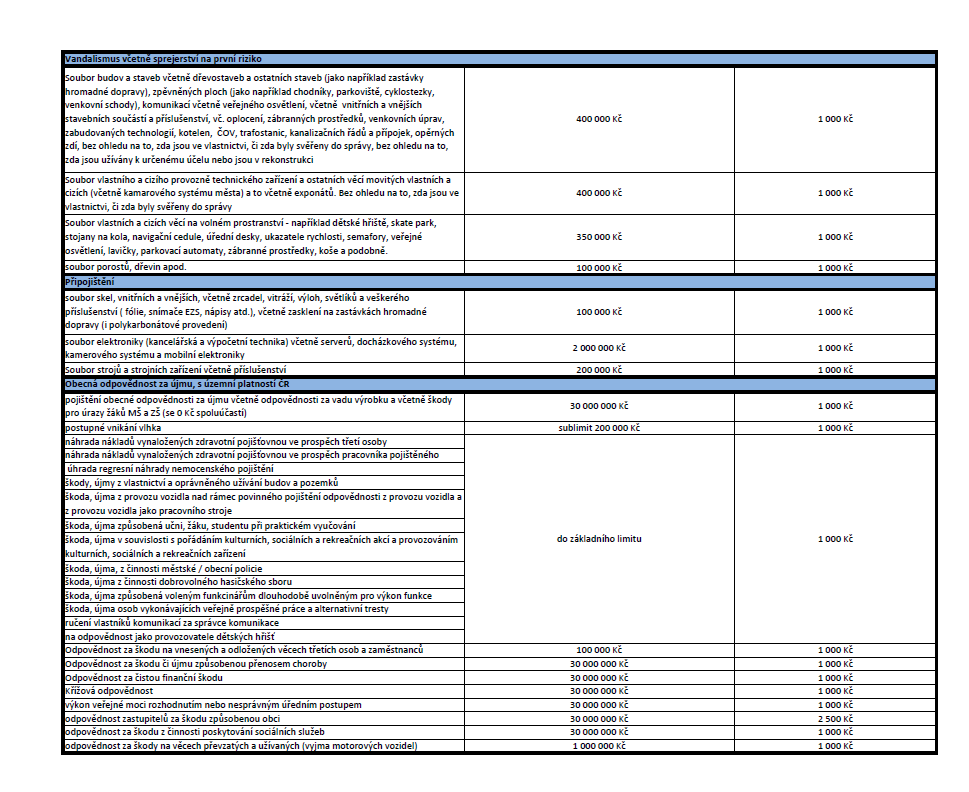 Vandalismus včetně sprejerství na první riziko
Soubor budov a staveb včetně dřevostaveb a ostatních staveb (jako například zastávky
hromadné dopravy), zpěvněných ploch (jako například chodníky, parkoviště, cyklostezky,
venkovní schody), komunikací včetně veřejného osvětlení, včetně vnitřních a vnějších
stavebních součástí a příslušenství, vč. oplocení, zábranných prostředků, venkovních úprav,
zabudovaných technologií, kotelen, ČOV, trafostanic, kanalizačních řádů a přípojek, opěrných
zdí, bez ohledu na to, zda jsou ve vlastnictvi, či zda byly svěřeny do správy, bez ohledu na to,
zda jsou užívány k určenému účelu nebo jsou v rekonstrukci
400 000 Kč
1 000 Kč
Soubor vlastního a cizího provozně technického zařízení a ostatních věcí movitých vlastních a
cizích (včetně kamarového systému města) a to včetně exponátů. Bez ohledu na to, zda jsou ve
vlastnictvi, či zda byly svěřeny do správy
400 000 Kč
1 000 Kč
Soubor vlastních a cizích věcí na volném prostranství - například dětské hřiště, skate park,
stojany na kola, navigační cedule, úřední desky, ukazatele rychlosti, semafory, veřejné
osvětlení, lavičky, parkovací automaty, zábranné prostředky, koše a podobně.
350 000 Kč
1 000 Kč
soubor porostů, dřevin apod.
100 000 Kč
1 000 Kč
Připojištění
soubor skel, vnitřních a vnějších, včetně zrcadel, vitráží, výloh, světlíků a veškerého
příslušenství ( fólie, snímače EZS, nápisy atd.), včetně zasklení na zastávkách hromadné
dopravy (i polykarbonátové provedení)
100 000 Kč
1 000 Kč
soubor elektroniky (kancelářská a výpočetní technika) včetně serverů, docházkového systému,
kamerového systému a mobilní elektroniky
2 000 000 Kč
1 000 Kč
Soubor strojů a strojních zařízení včetně příslušenství
200 000 Kč
1 000 Kč
Obecná odpovědnost za újmu, s územní platností ČR
pojištění obecné odpovědnosti za újmu včetně odpovědnosti za vadu výrobku a včetně škody
pro úrazy žáků MŠ a ZŠ (se 0 Kč spoluúčastí)
30 000 000 Kč
1 000 Kč
postupné vnikání vlhka
sublimit 200 000 Kč
1 000 Kč
náhrada nákladů vynaložených zdravotní pojišťovnou ve prospěch třetí osoby
náhrada nákladů vynaložených zdravotní pojišťovnou ve prospěch pracovníka pojištěného
úhrada regresní náhrady nemocenského pojištění
škody, újmy z vlastnictví a oprávněného užívání budov a pozemků
škoda, újma z provozu vozidla nad rámec povinného pojištění odpovědnosti z provozu vozidla a
z provozu vozidla jako pracovního stroje
škoda, újma způsobená učni, žáku, studentu při praktickém vyučování
škoda, újma v souvislosti s pořádáním kulturních, sociálních a rekreačních akcí a provozováním
kulturních, sociálních a rekreačních zařízení
škoda, újma, z činnosti městské / obecní policie
škoda, újma z činnosti dobrovolného hasičského sboru
škoda, újma způsobená voleným funkcinářům dlouhodobě uvolněným pro výkon funkce
škoda, újma osob vykonávajících veřejně prospěšné práce a alternativní tresty
ručení vlastníků komunikací za správce komunikace
na odpovědnost jako provozovatele dětských hřišť
do základního limitu
1 000 Kč
Odpovědnost za škodu na vnesených a odložených věcech třetích osob a zaměstnanců
100 000 Kč
1 000 Kč
Odpovědnost za škodu či újmu způsobenou přenosem choroby
30 000 000 Kč
1 000 Kč
Odpovědnost za čistou finanční škodu
30 000 000 Kč
1 000 Kč
Křížová odpovědnost
30 000 000 Kč
1 000 Kč
výkon veřejné moci rozhodnutím nebo nesprávným úředním postupem
30 000 000 Kč
1 000 Kč
odpovědnost zastupitelů za škodu způsobenou obci
30 000 000 Kč
2 500 Kč
odpovědnost za škodu z činnosti poskytování sociálních služeb
30 000 000 Kč
1 000 Kč
odpovědnost za škody na věcech převzatých a užívaných (vyjma motorových vozidel)
1 000 000 Kč
1 000 Kč